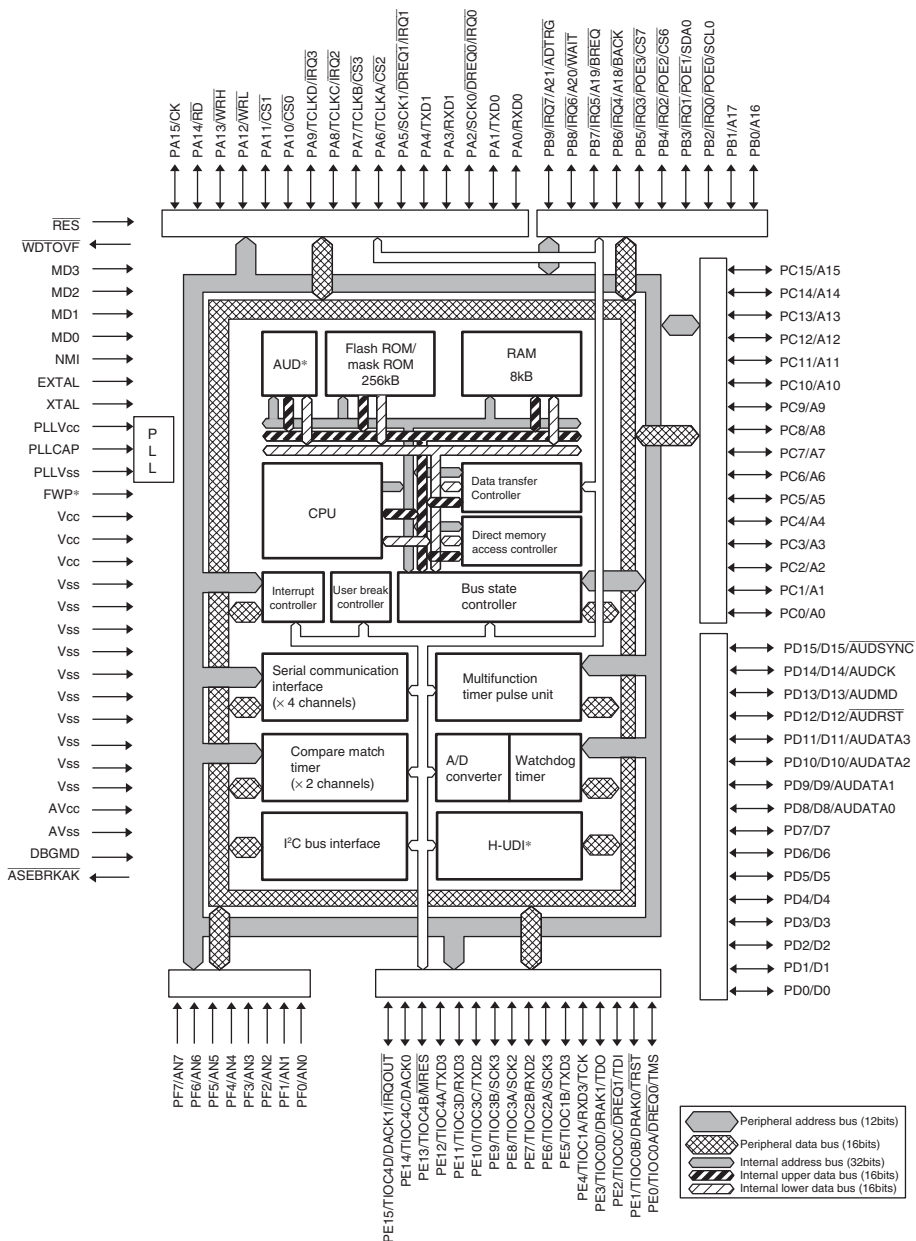 PA15/CK
PA14/RD
PA13/WRH
PA12/WRL
PA11/CS1
PA10/CS0
PA9/TCLKD/IRQ3
PA8/TCLKC/IRQ2
PA7/TCLKB/CS3
PA6/TCLKA/CS2
PA5/SCK1/DREQ1/IRQ1
PA4/TXD1
PA3/RXD1
PA2/SCK0/DREQ0/IRQ0
PA1/TXD0
PA0/RXD0
PB9/IRQ7/A21/ADTRG
PB8/IRQ6/A20/WAIT
PB7/IRQ5/A19/BREQ
PB6/IRQ4/A18/BACK
PB5/IRQ3/POE3/CS7
PB4/IRQ2/POE2/CS6
PB3/IRQ1/POE1/SDA0
PB2/IRQ0/POE0/SCL0
PB1/A17
PB0/A16
RES
WDTOVF
MD3
MD2
MD1
MD0
NMI
EXTAL
XTAL
PLLVcc
PLLCAP
PLLVss
FWP*
Vcc
Vcc
Vcc
Vss
Vss
Vss
Vss
Vss
Vss
Vss
Vss
Vss
AVcc
AVss
DBGMD
ASEBRKAK
P
L
L
AUD*
Flash ROM/
mask ROM
256kB
RAM
8kB
CPU
Data transfer
Controller
Direct memory
access controller
Interrupt
controller
User break
controller
Bus state
controller
Serial communication
interface
(× 4 channels)
Multifunction
timer pulse unit
Compare match
timer
(× 2 channels)
A/D
converter
Watchdog
timer
I²C bus interface
H-UDI*
PC15/A15
PC14/A14
PC13/A13
PC12/A12
PC11/A11
PC10/A10
PC9/A9
PC8/A8
PC7/A7
PC6/A6
PC5/A5
PC4/A4
PC3/A3
PC2/A2
PC1/A1
PC0/A0
PD15/D15/AUDSYNC
PD14/D14/AUDCK
PD13/D13/AUDMD
PD12/D12/AUDRST
PD11/D11/AUDATA3
PD10/D10/AUDATA2
PD9/D9/AUDATA1
PD8/D8/AUDATA0
PD7/D7
PD6/D6
PD5/D5
PD4/D4
PD3/D3
PD2/D2
PD1/D1
PD0/D0
PF7/AN7
PF6/AN6
PF5/AN5
PF4/AN4
PF3/AN3
PF2/AN2
PF1/AN1
PF0/AN0
PE15/TIOC4D/DACK1/IRQOUT
PE14/TIOC4C/DACK0
PE13/TIOC4B/MRES
PE12/TIOC4A/TXD3
PE11/TIOC3D/RXD3
PE10/TIOC3C/TXD2
PE9/TIOC3B/SCK3
PE8/TIOC3A/SCK2
PE7/TIOC2B/RXD2
PE6/TIOC2A/SCK3
PE5/TIOC1B/TXD3
PE4/TIOC1A/RXD3/TCK
PE3/TIOC0D/DRAK1/TDO
PE2/TIOC0C/DREQ1/TDI
PE1/TIOC0B/DRAK0/TRST
PE0/TIOC0A/DREQ0/TMS
Peripheral address bus (12bits)
Peripheral data bus (16bits)
Internal address bus (32bits)
Internal upper data bus (16bits)
Internal lower data bus (16bits)